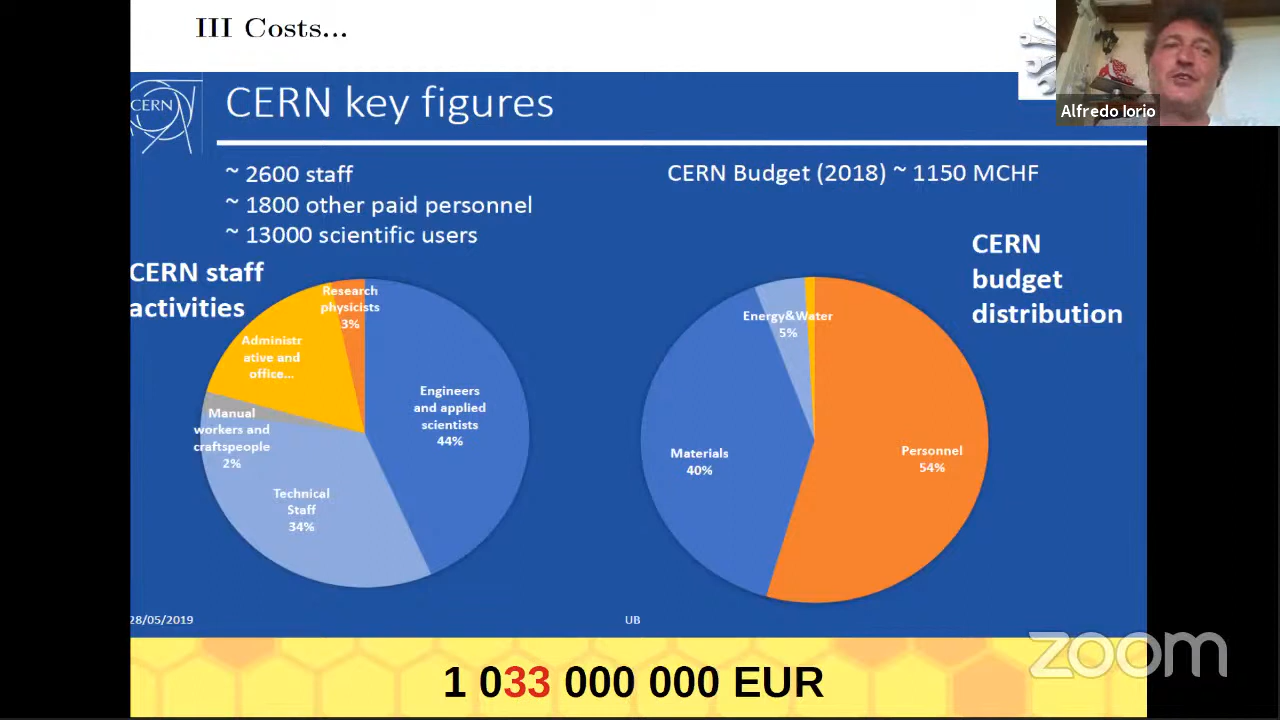 III Costs...
Alfredo Iorio
CERN
CERN key figures
~ 2600 staff
~ 1800 other paid personnel
~ 13000 scientific users
CERN Budget (2018) ~ 1150 MCHF
CERN staff
activities
Research
physicists
3%
Administr
ative and
office...
Manual
workers and
craftspeople
2%
Technical
Staff
34%
Engineers
and applied
scientists
44%
CERN
budget
distribution
Energy&Water
5%
Materials
40%
Personnel
54%
28/05/2019
UB
zoom
1 033 000 000 EUR